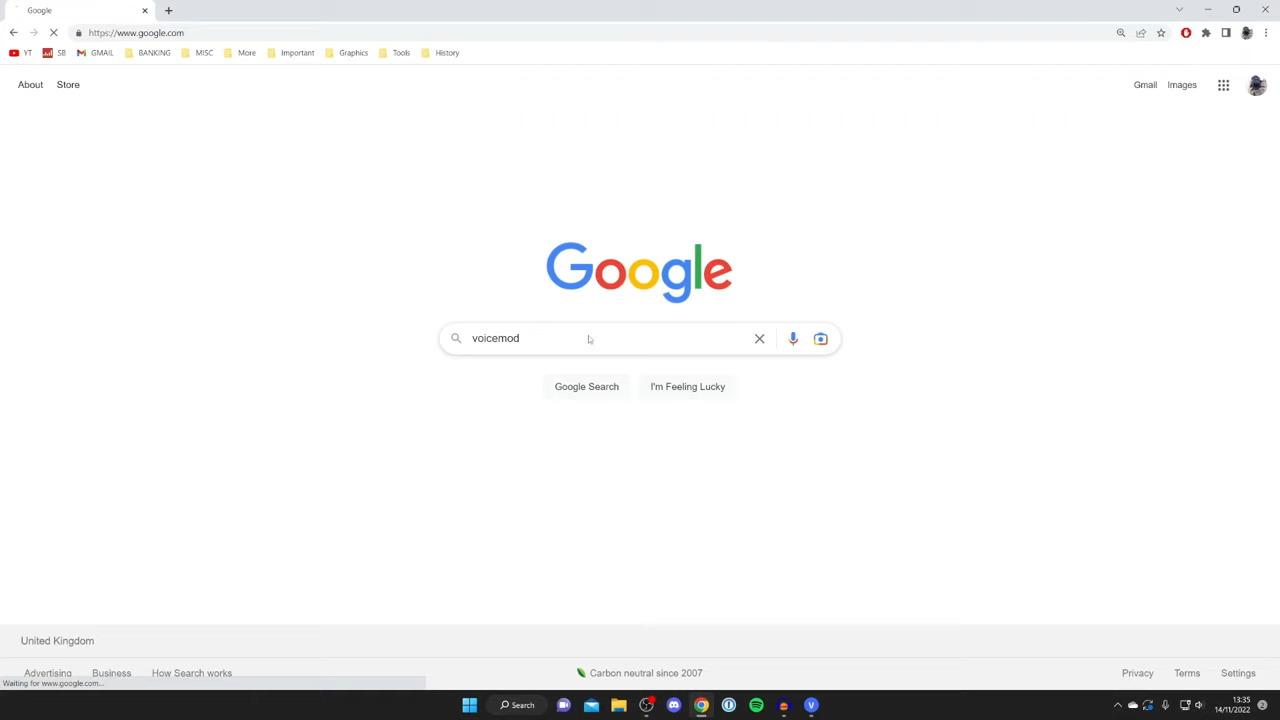 Google
https://www.google.com
YT SB GMAIL BANKING MISC More Important Graphics Tools History
About Store Gmail Images
Google
voicemod
Google Search I'm Feeling Lucky
United Kingdom
Advertising Business How Search works Carbon neutral since 2007 Privacy Terms Settings
Waiting for www.google.com...
Search
13:35
14/11/2022